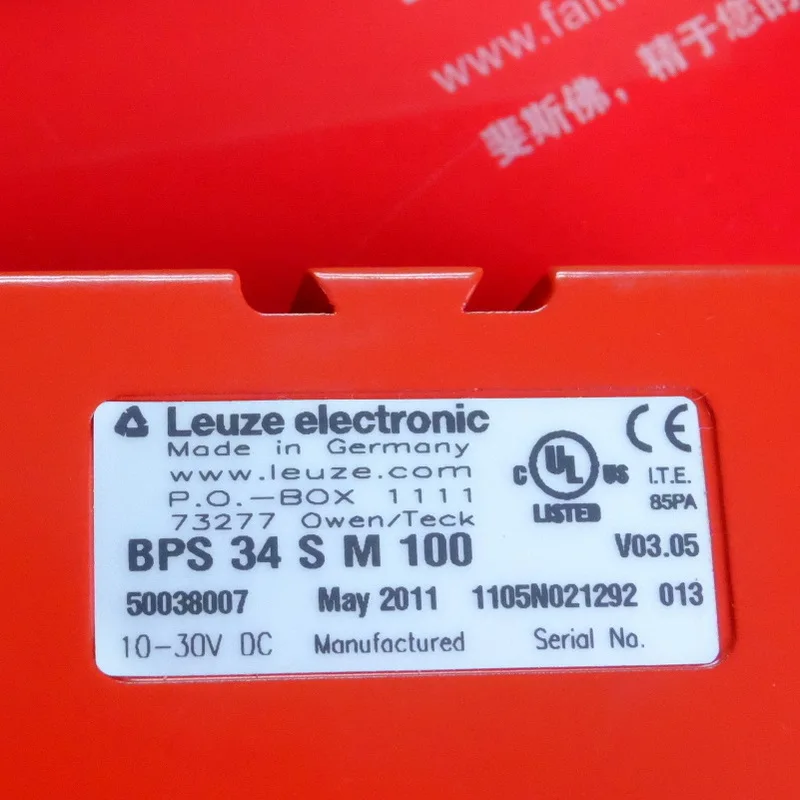 www.fait
斐斯佛，精于您的
Leuze electronic
Made in Germany
www.leuze.com
P.O.-BOX 1111
73277 Owen/Teck
C UL US
LISTED
CE
I.T.E.
85PA
BPS 34 S M 100
V03.05
50038007 May 2011 1105N021292 013
10-30V DC Manufactured Serial No.